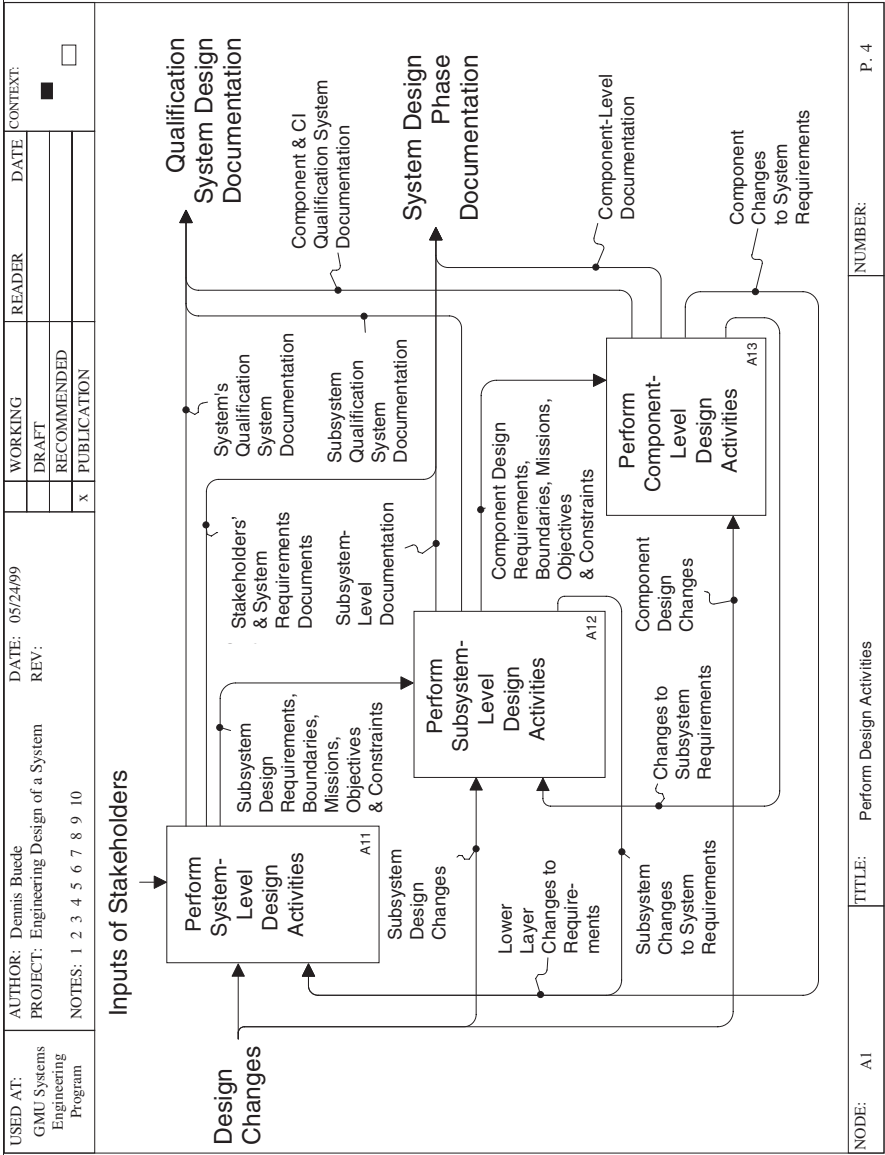 USED AT:
GMU Systems
Engineering
Program
AUTHOR: Dennis Buede
PROJECT: Engineering Design of a System
NOTES: 1 2 3 4 5 6 7 8 9 10
DATE: 05/24/99
REV:
WORKING
DRAFT
RECOMMENDED
x PUBLICATION
READER
DATE
CONTEXT:
Inputs of Stakeholders
Design
Changes
Perform
System-
Level
Design
Activities
A11
Subsystem
Design
Requirements,
Boundaries,
Missions,
Objectives
& Constraints
Stakeholders'
& System
Requirements
Documents
System's
Qualification
System
Documentation
Qualification
System Design
Documentation
Subsystem
Design
Changes
Perform
Subsystem-
Level
Design
Activities
A12
Subsystem-
Level
Documentation
Subsystem
Qualification
System
Documentation
Component & CI
Qualification System
Documentation
System Design
Phase
Documentation
Lower
Layer
Changes to
Require-
ments
Component Design
Requirements,
Boundaries, Missions,
Objectives
& Constraints
Subsystem
Changes
to System
Requirements
Changes to
Subsystem
Requirements
Component
Design
Changes
Perform
Component-
Level
Design
Activities
A13
Component-Level
Documentation
Component
Changes
to System
Requirements
NODE: A1
TITLE: Perform Design Activities
NUMBER: P. 4